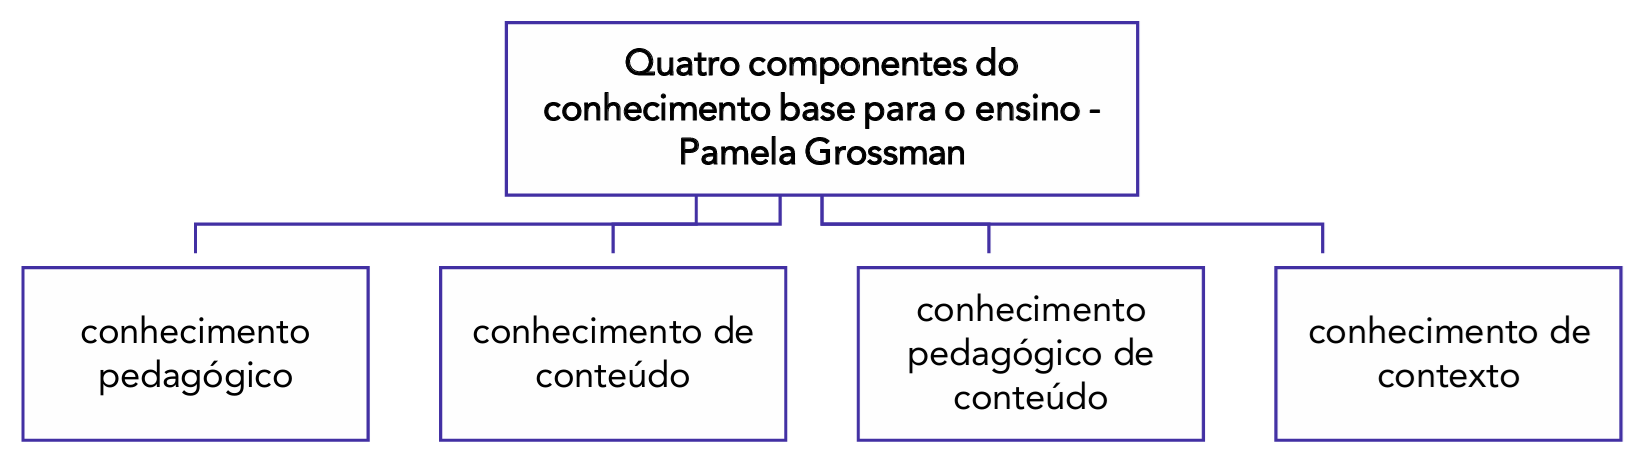 Quatro componentes do
conhecimento base para o ensino -
Pamela Grossman
conhecimento
pedagógico
conhecimento de
conteúdo
conhecimento
pedagógico de
conteúdo
conhecimento de
contexto